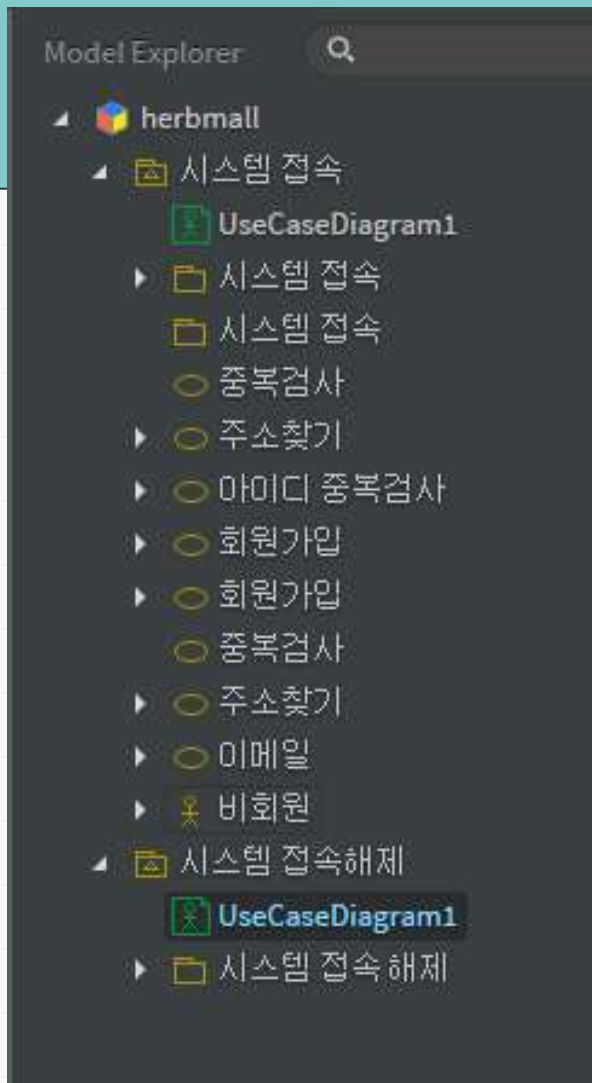 Model Explorer
herbmall
시스템 접속
UseCaseDiagram1
시스템 접속
시스템 접속
중복검사
주소찾기
아이디 중복검사
회원가입
회원가입
중복검사
주소찾기
이메일
비회원
시스템 접속해제
UseCaseDiagram1
시스템 접속해제